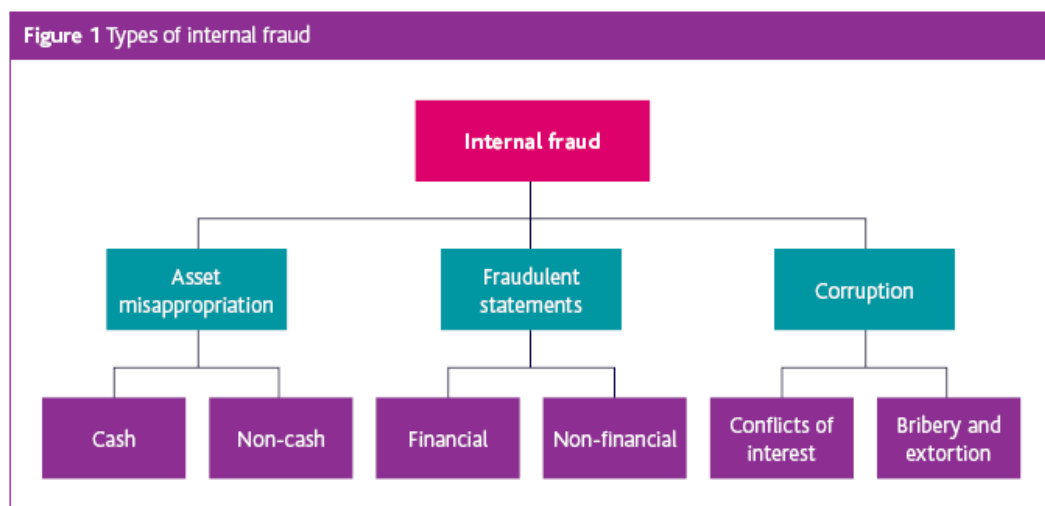 Figure 1 Types of internal fraud
Internal fraud
Asset
misappropriation
Fraudulent
statements
Corruption
Cash
Non-cash
Financial
Non-financial
Conflicts of
interest
Bribery and
extortion